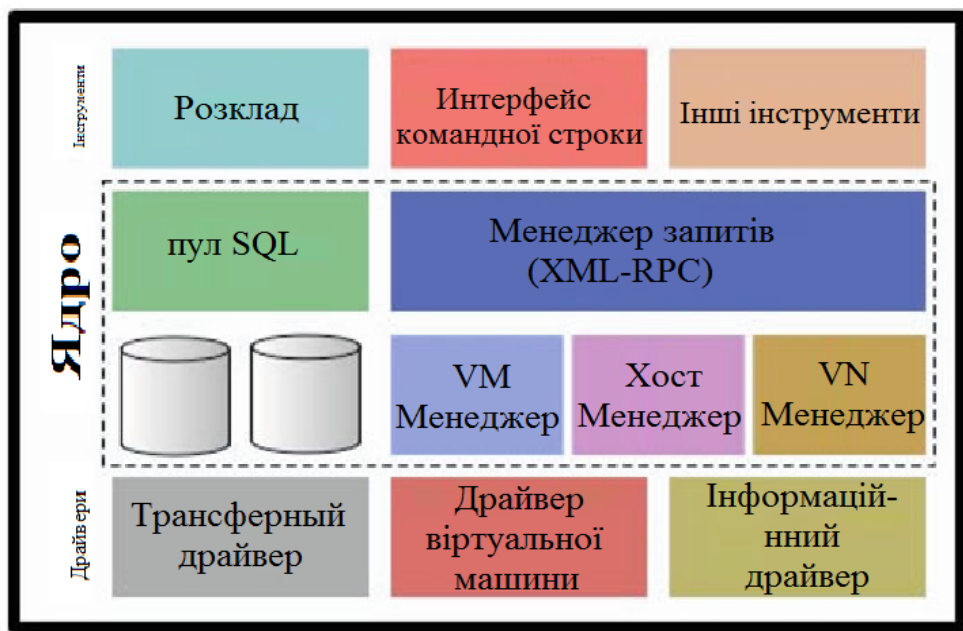 Інструменти
Розклад
Интерфейс
командної строки
Інші інструменти
Ядро
пул SQL
Менеджер запитів
(XML-RPC)
VM
Менеджер
Хост
Менеджер
VN
Менеджер
Драйвери
Трансферный
драйвер
Драйвер
віртуальної
машини
Інформацій-
нний
драйвер